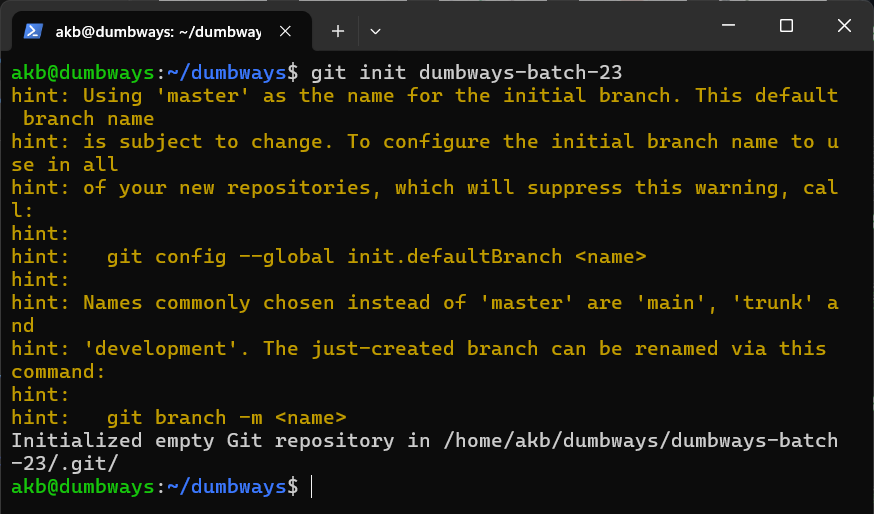 akb@dumbways: ~/dumbway
akb@dumbways:~/dumbways$ git init dumbways-batch-23
hint: Using 'master' as the name for the initial branch. This default
 branch name
hint: is subject to change. To configure the initial branch name to u
se in all
hint: of your new repositories, which will suppress this warning, cal
l:
hint:
hint:   git config --global init.defaultBranch <name>
hint:
hint: Names commonly chosen instead of 'master' are 'main', 'trunk' a
nd
hint: 'development'. The just-created branch can be renamed via this
command:
hint:
hint:   git branch -m <name>
Initialized empty Git repository in /home/akb/dumbways/dumbways-batch
-23/.git/
akb@dumbways:~/dumbways$